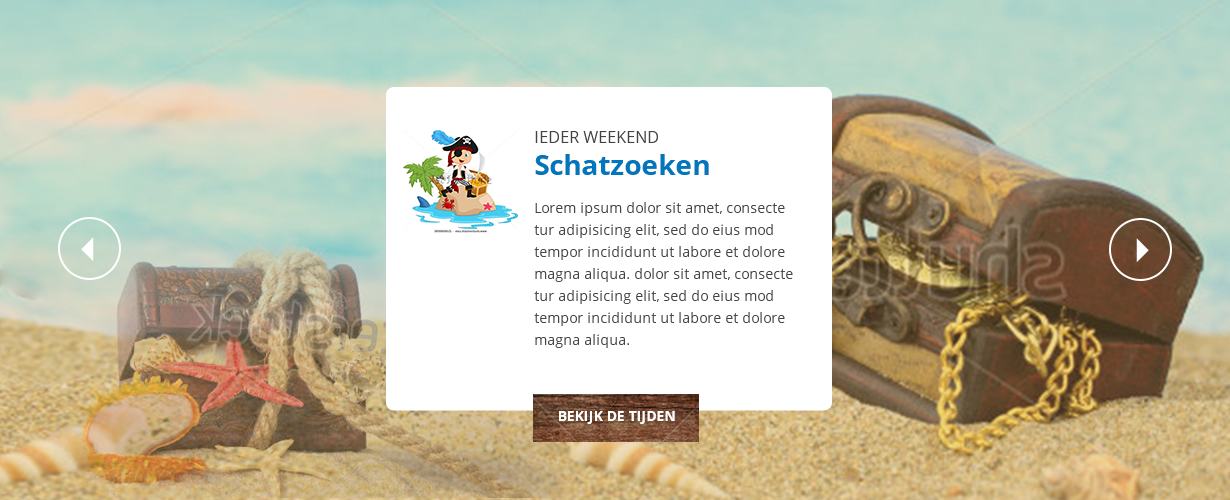 IEDER WEEKEND
Schatzoeken
Lorem ipsum dolor sit amet, consecte
tur adipisicing elit, sed do eius mod
tempor incididunt ut labore et dolore
magna aliqua. dolor sit amet, consecte
tur adipisicing elit, sed do eius mod
tempor incididunt ut labore et dolore
magna aliqua.
BEKIJK DE TIJDEN